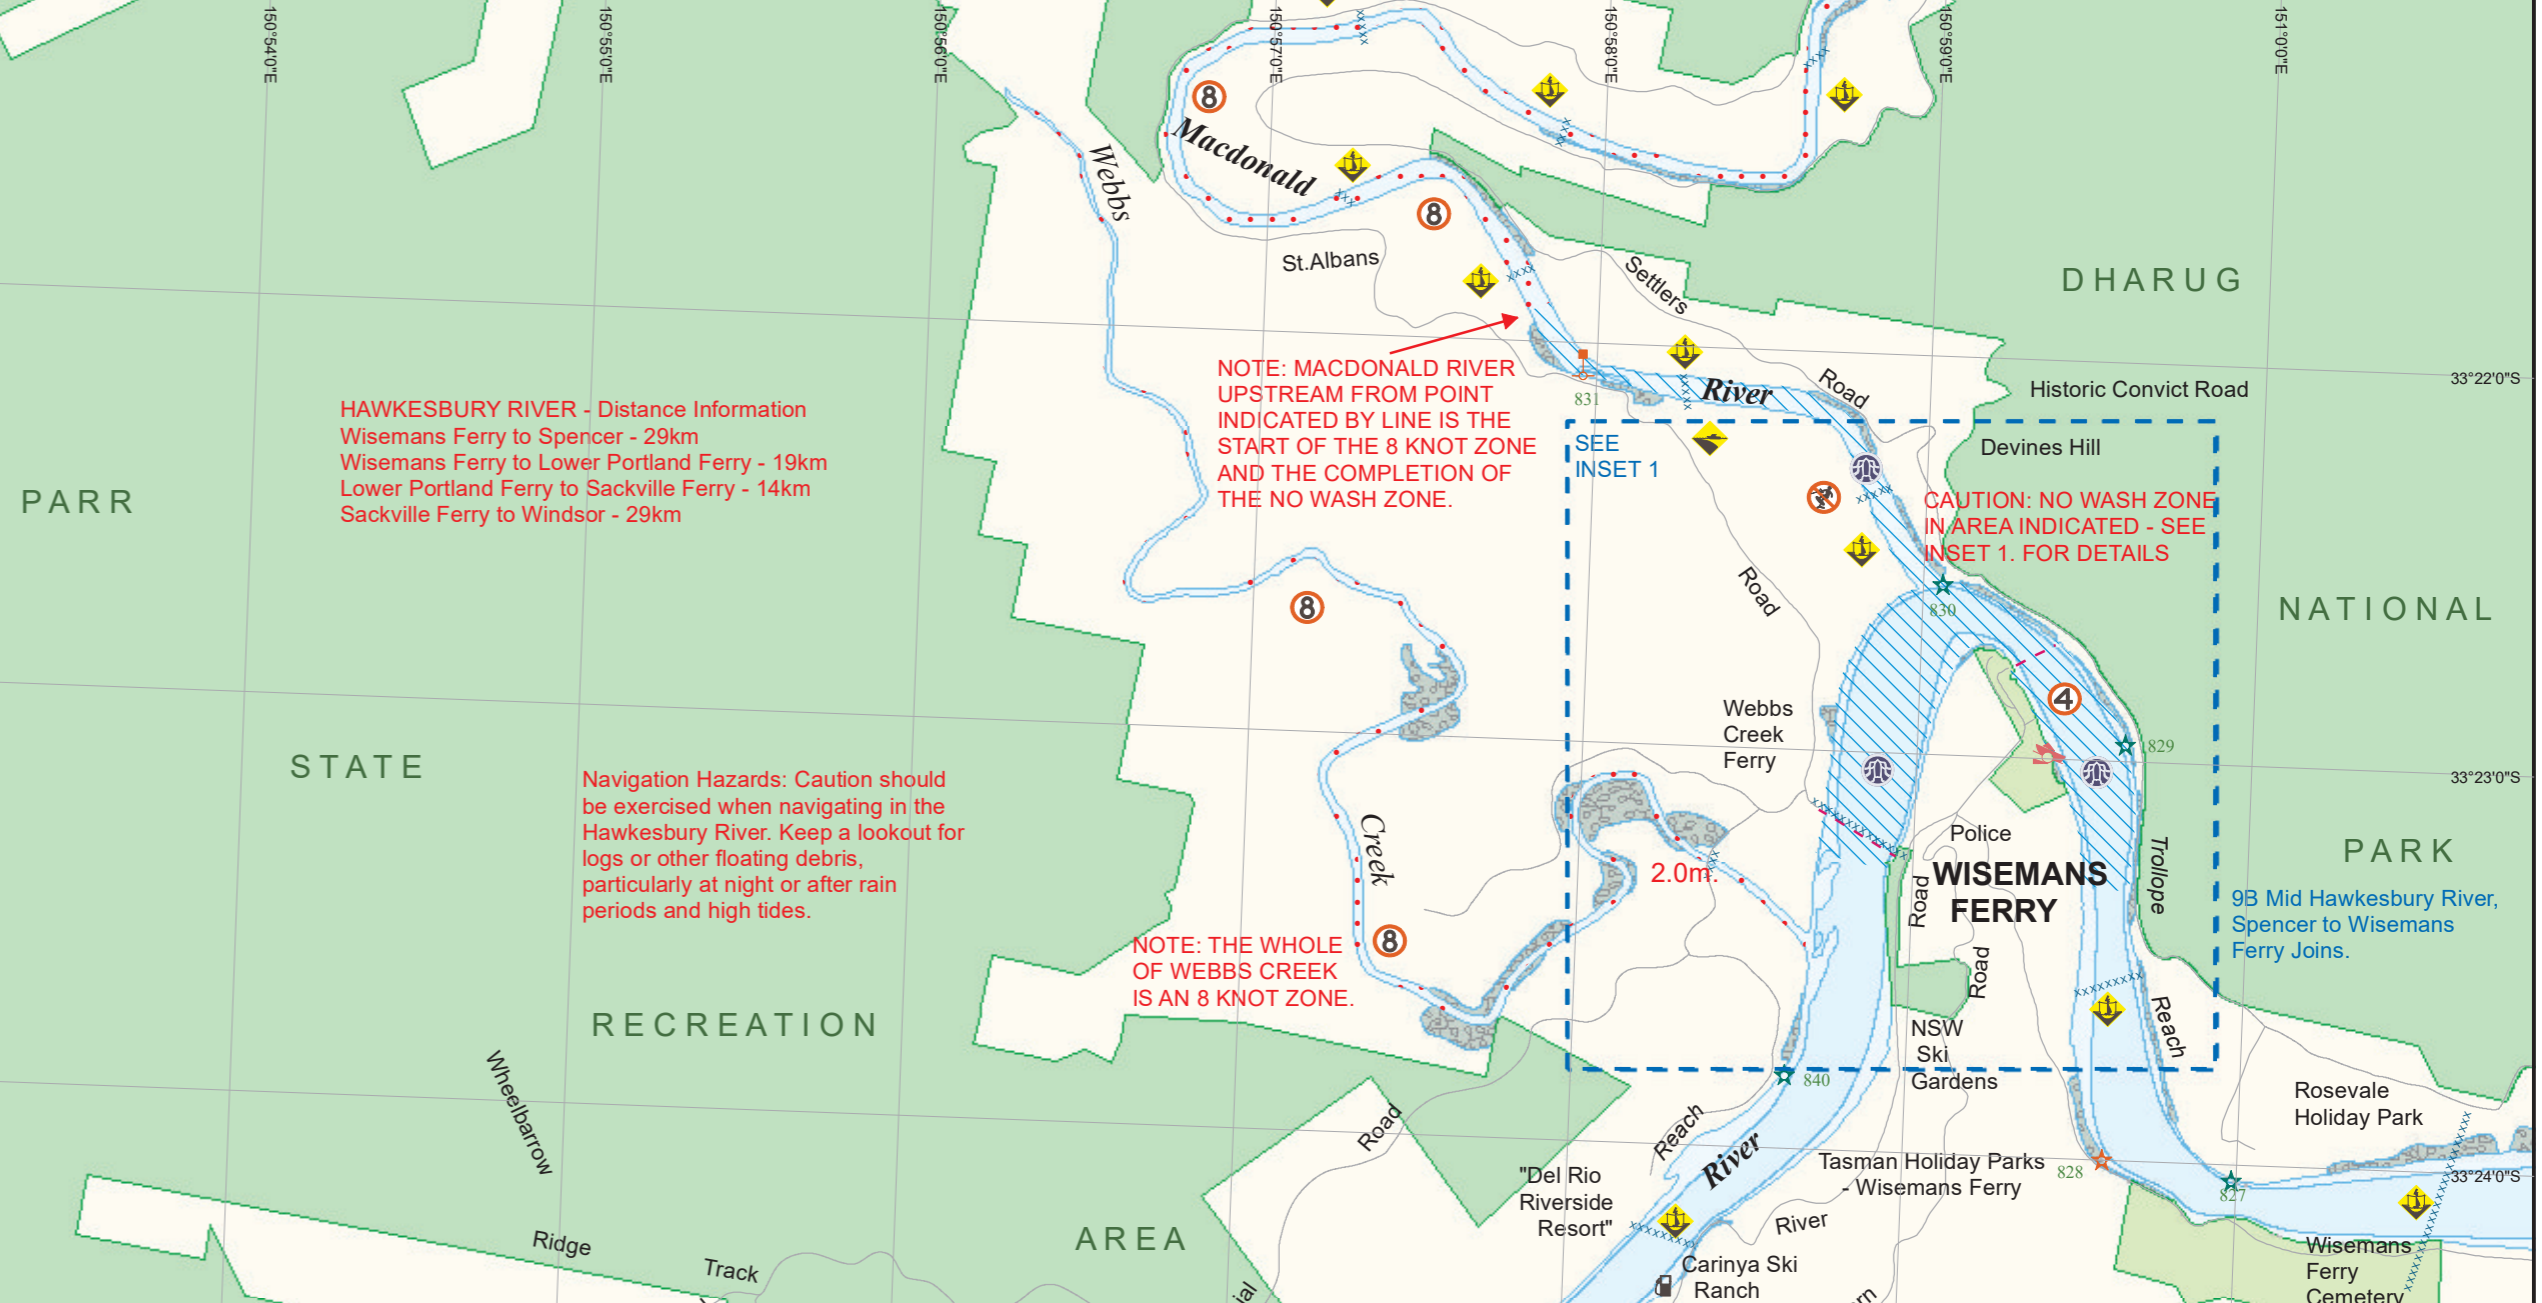 150°54'0"E
150°55'0"E
150°56'0"E
150°57'0"E
150°58'0"E
150°59'0"E
151°0'0"E
8
Macdonald
Webbs
8
St.Albans
Settlers
DHARUG
NOTE: MACDONALD RIVER
UPSTREAM FROM POINT
INDICATED BY LINE IS THE
START OF THE 8 KNOT ZONE
AND THE COMPLETION OF
THE NO WASH ZONE.
831
River
Road
33°22'0"S
Historic Convict Road
HAWKESBURY RIVER - Distance Information
Wisemans Ferry to Spencer - 29km
Wisemans Ferry to Lower Portland Ferry - 19km
Lower Portland Ferry to Sackville Ferry - 14km
Sackville Ferry to Windsor - 29km
SEE
INSET 1
Devines Hill
PARR
CAUTION: NO WASH ZONE
IN AREA INDICATED - SEE
INSET 1. FOR DETAILS
Road
830
8
NATIONAL
4
Webbs
Creek
Ferry
829
STATE
33°23'0"S
Navigation Hazards: Caution should
be exercised when navigating in the
Hawkesbury River. Keep a lookout for
logs or other floating debris,
particularly at night or after rain
periods and high tides.
Creek
2.0m.
Police
WISEMANS
FERRY
Road
Trollope
PARK
9B Mid Hawkesbury River,
Spencer to Wisemans
Ferry Joins.
8
NOTE: THE WHOLE
OF WEBBS CREEK
IS AN 8 KNOT ZONE.
Road
RECREATION
NSW
Ski
Gardens
Reach
840
Wheelbarrow
Road
Reach
River
Rosevale
Holiday Park
"Del Rio
Riverside
Resort"
Tasman Holiday Parks
- Wisemans Ferry
828
827
33°24'0"S
AREA
River
Ridge
Track
Carinya Ski
Ranch
Wisemans
Ferry
Cemetery
ial
rn